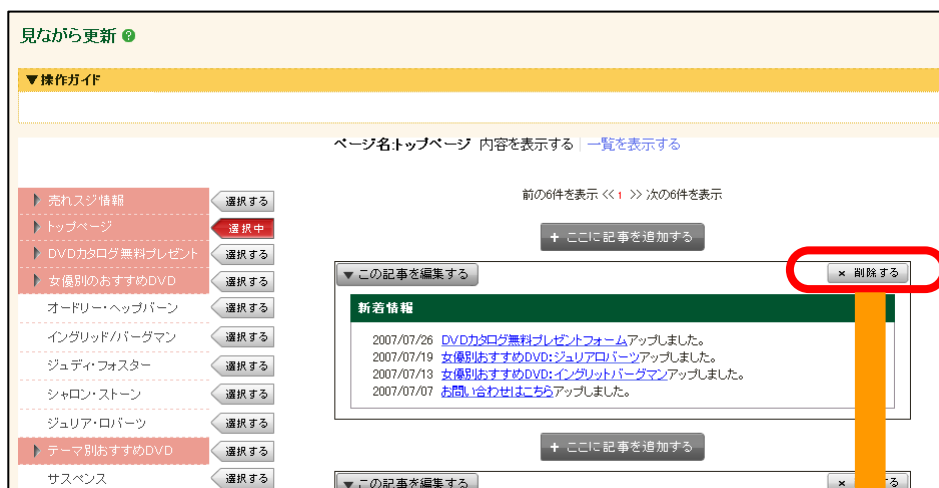 見ながら更新 ?
▼操作ガイド
ページ名:トップページ 内容を表示する | 一覧を表示する
前の6件を表示 << 1 >> 次の6件を表示
売れスジ情報 選択する
トップページ 選択中
DVDカタログ無料プレゼント 選択する
女優別のおすすめDVD 選択する
オードリー・ヘップバーン 選択する
イングリッド/バーグマン 選択する
ジュディ・フォスター 選択する
シャロン・ストーン 選択する
ジュリア・ロバーツ 選択する
テーマ別おすすめDVD 選択する
サスペンス 選択する
+ ここに記事を追加する
▼この記事を編集する × 削除する
新着情報
2007/07/26 DVDカタログ無料プレゼントフォームアップしました。
2007/07/19 女優別おすすめDVD:ジュリアロバーツアップしました。
2007/07/13 女優別おすすめDVD:イングリットバーグマンアップしました。
2007/07/07 お問い合わせはこちらアップしました。
+ ここに記事を追加する
▼この記事を編集する ×